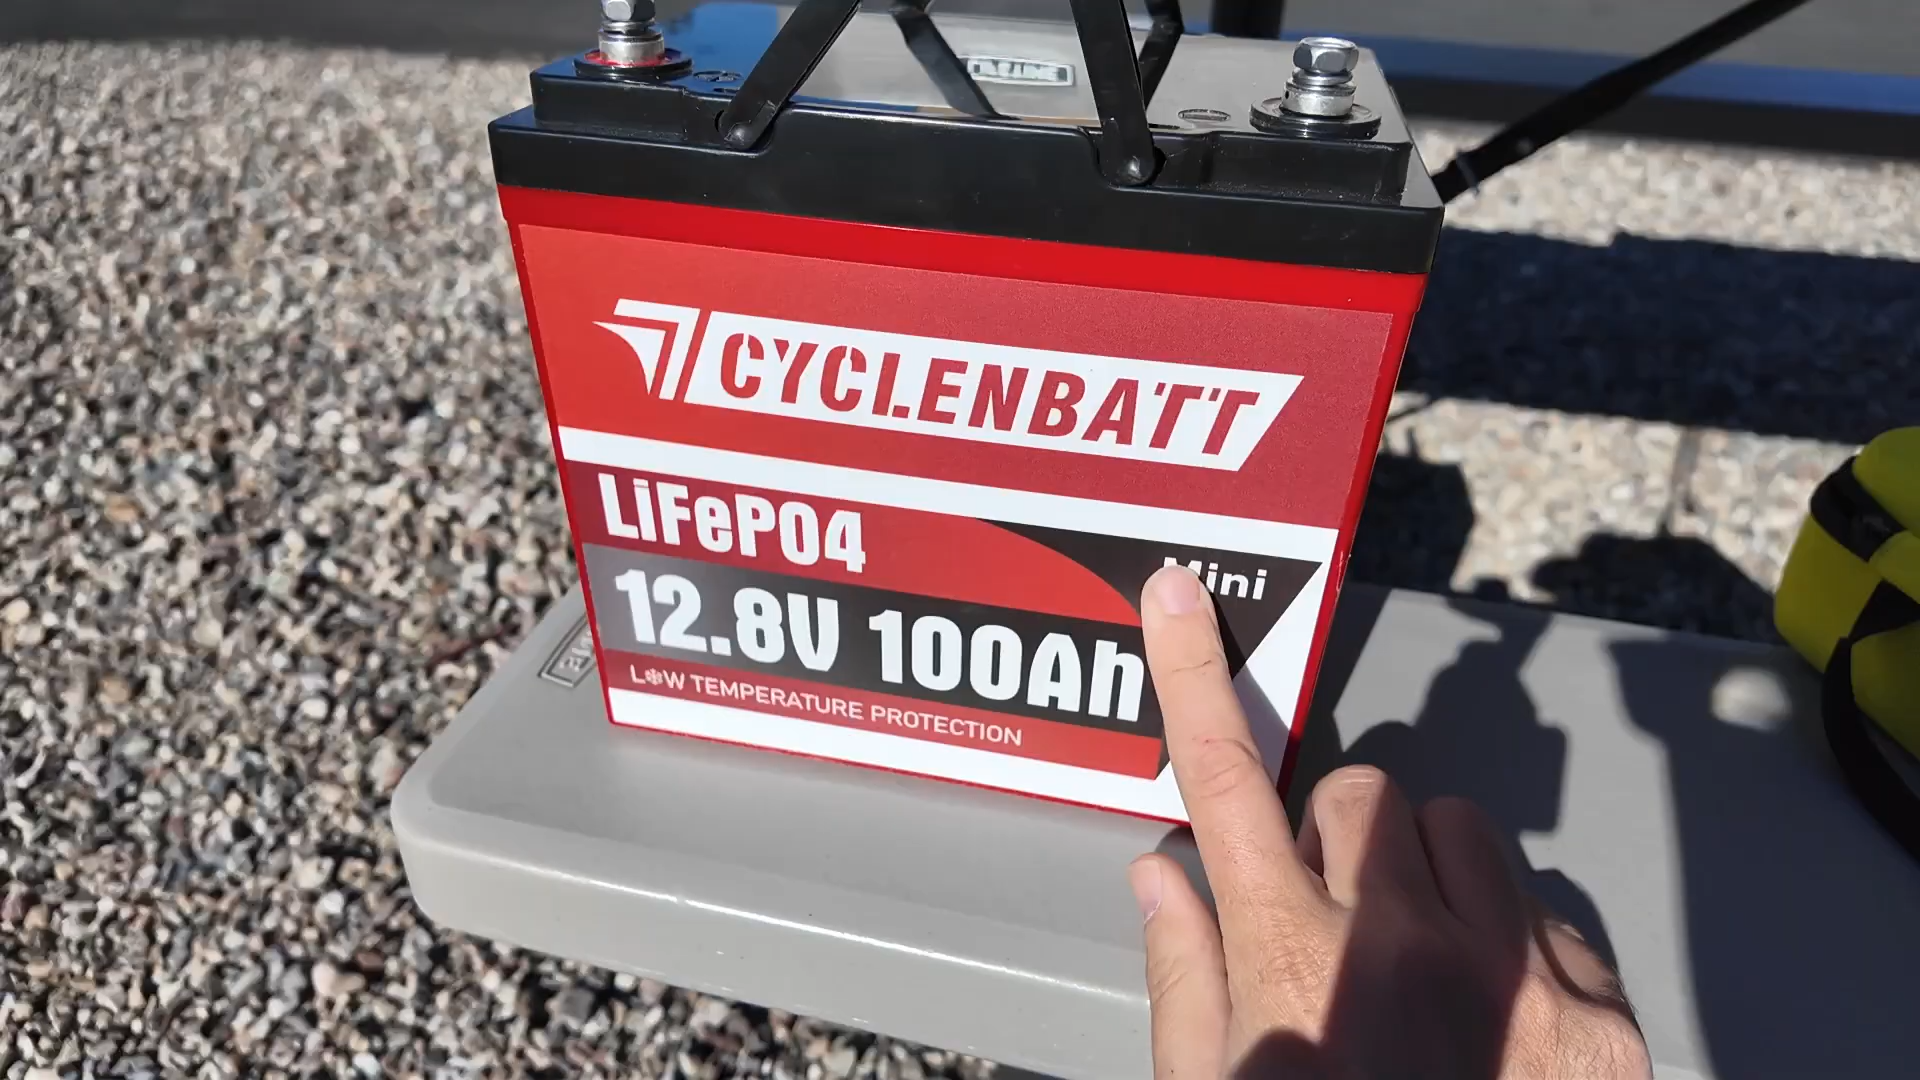 CYCLENBATT
LiFePO4
Mini
12.8V 100Ah
LOW TEMPERATURE PROTECTION